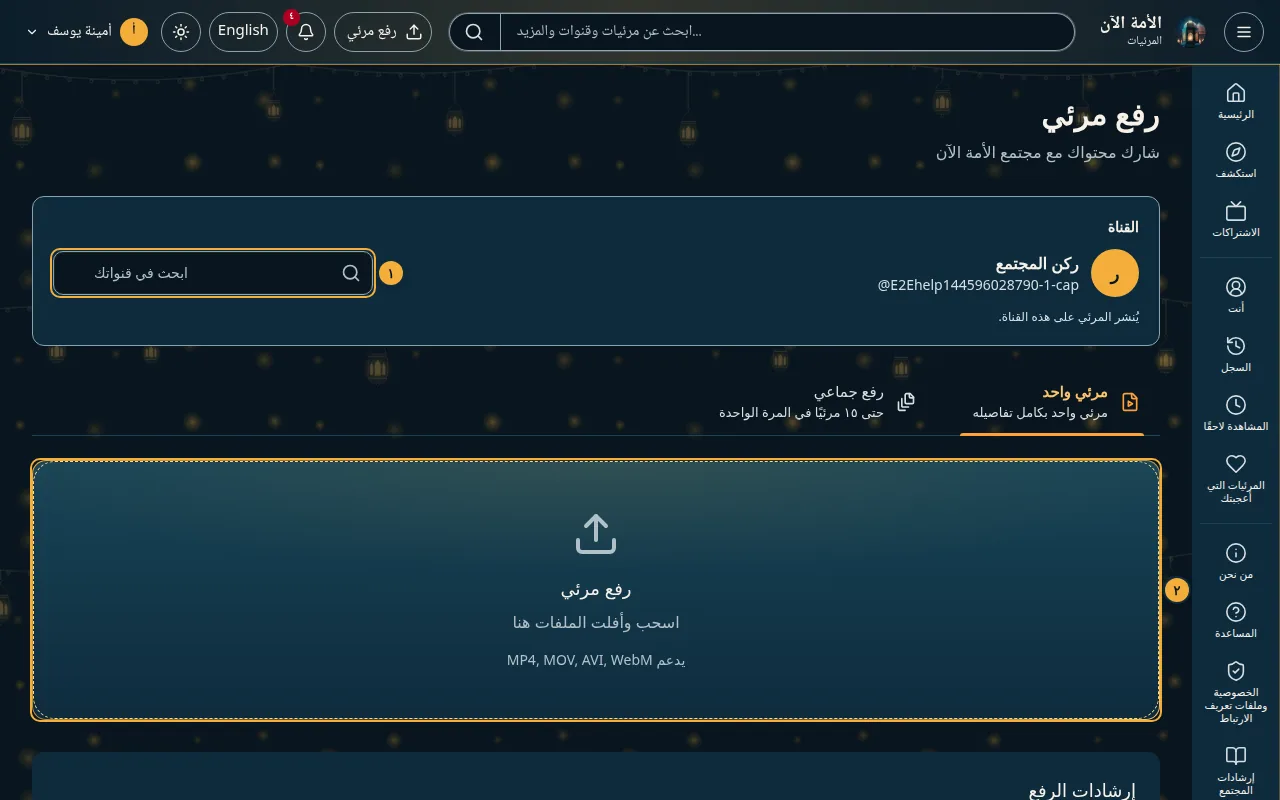 الأمة الآن
المرئيات
ابحث عن مرئيات وقنوات والمزيد...
رفع مرئي
٤
English
أ
أمينة يوسف
الرئيسية
استكشف
الاشتراكات
أنت
السجل
المشاهدة لاحقًا
المرئيات التي
أعجبتك
من نحن
المساعدة
الخصوصية
وملفات تعريف
الارتباط
إرشادات
المجتمع
رفع مرئي
شارك محتواك مع مجتمع الأمة الآن
القناة
ر
ركن المجتمع
@E2Ehelp144596028790-1-cap
يُنشر المرئي على هذه القناة.
١
ابحث في قنواتك
مرئي واحد
مرئي واحد بكامل تفاصيله
رفع جماعي
حتى ١٥ مرئيًا في المرة الواحدة
٢
رفع مرئي
اسحب وأفلت الملفات هنا
يدعم MP4, MOV, AVI, WebM
إرشادات الرفع